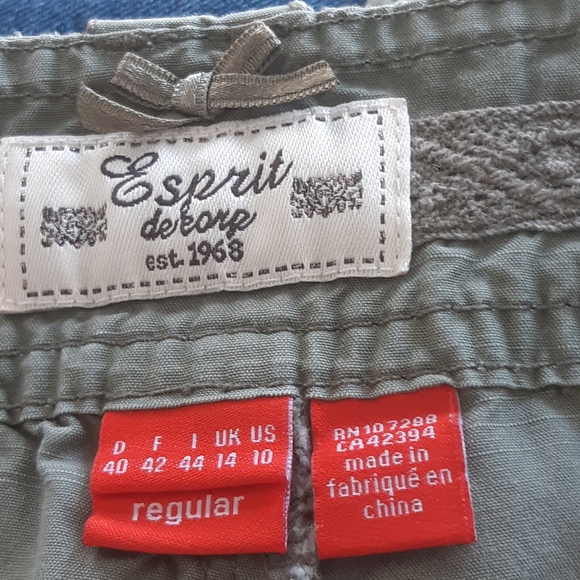 Esprit
de corp
est. 1968
D F I UK US
40 42 44 14 10
regular
RN107288
CA42394
made in
fabriqué en
china